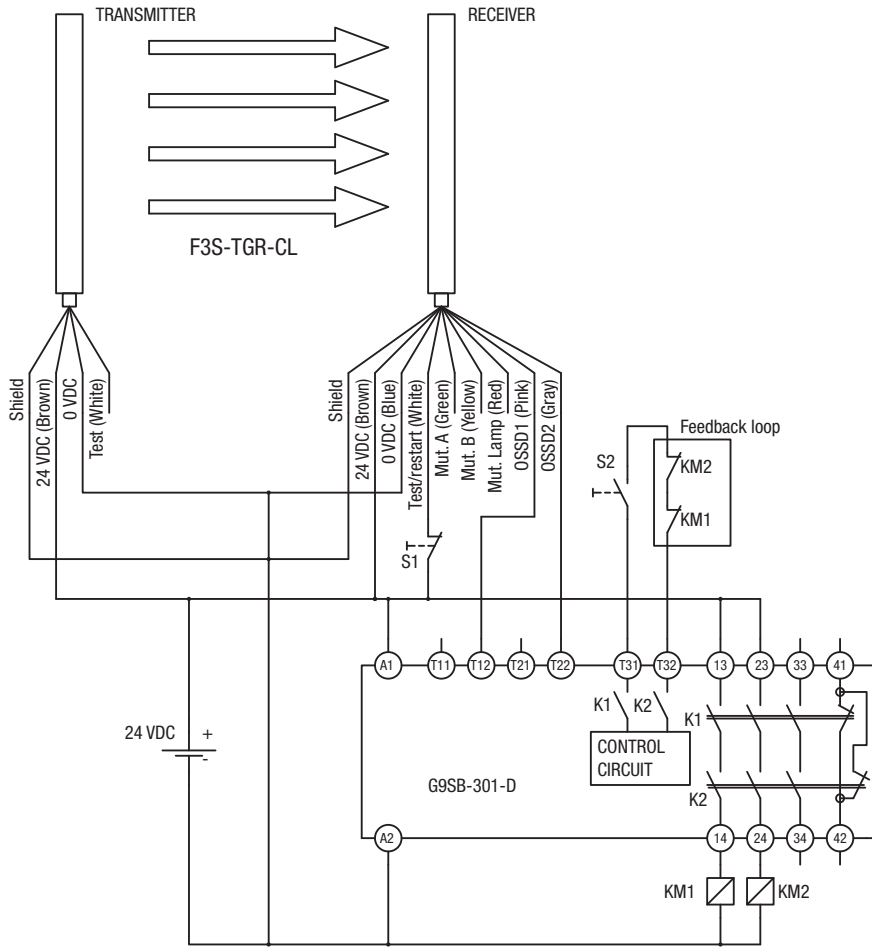 TRANSMITTER
RECEIVER
F3S-TGR-CL
Shield
24 VDC (Brown)
0 VDC
Test (White)
Shield
24 VDC (Brown)
0 VDC (Blue)
Test/restart (White)
Mut. A (Green)
Mut. B (Yellow)
Mut. Lamp (Red)
OSSD1 (Pink)
OSSD2 (Gray)
Feedback loop
S2
KM2
KM1
S1
A1
T11
T12
T21
T22
T31
T32
13
23
33
41
K1
K2
K1
24 VDC
+
-
CONTROL
CIRCUIT
G9SB-301-D
K2
A2
14
24
34
42
KM1
KM2